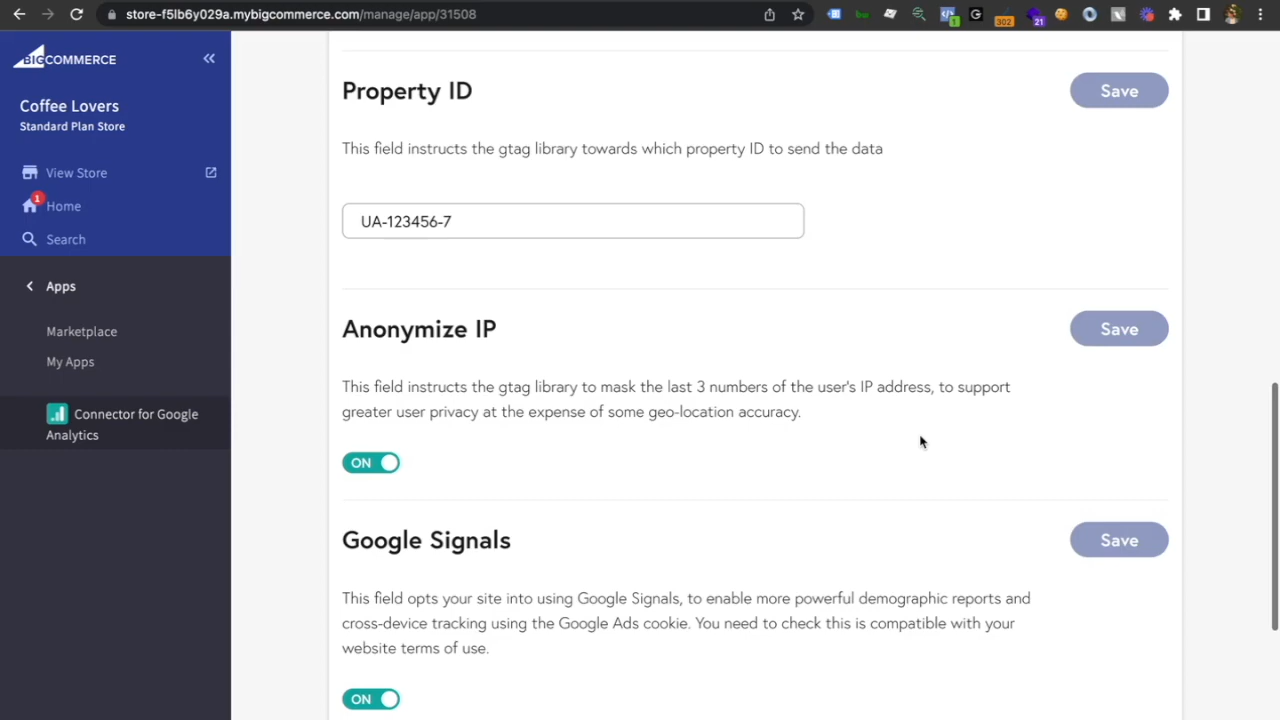 store-f5lb6y029a.mybigcommerce.com/manage/app/31508
1
302
21
BIGCOMMERCE
Coffee Lovers
Standard Plan Store
View Store
1
Home
Search
Apps
Marketplace
My Apps
Connector for Google
Analytics
Property ID
Save
This field instructs the gtag library towards which property ID to send the data
UA-123456-7
Anonymize IP
Save
This field instructs the gtag library to mask the last 3 numbers of the user's IP address, to support
greater user privacy at the expense of some geo-location accuracy.
ON
Google Signals
Save
This field opts your site into using Google Signals, to enable more powerful demographic reports and
cross-device tracking using the Google Ads cookie. You need to check this is compatible with your
website terms of use.
ON